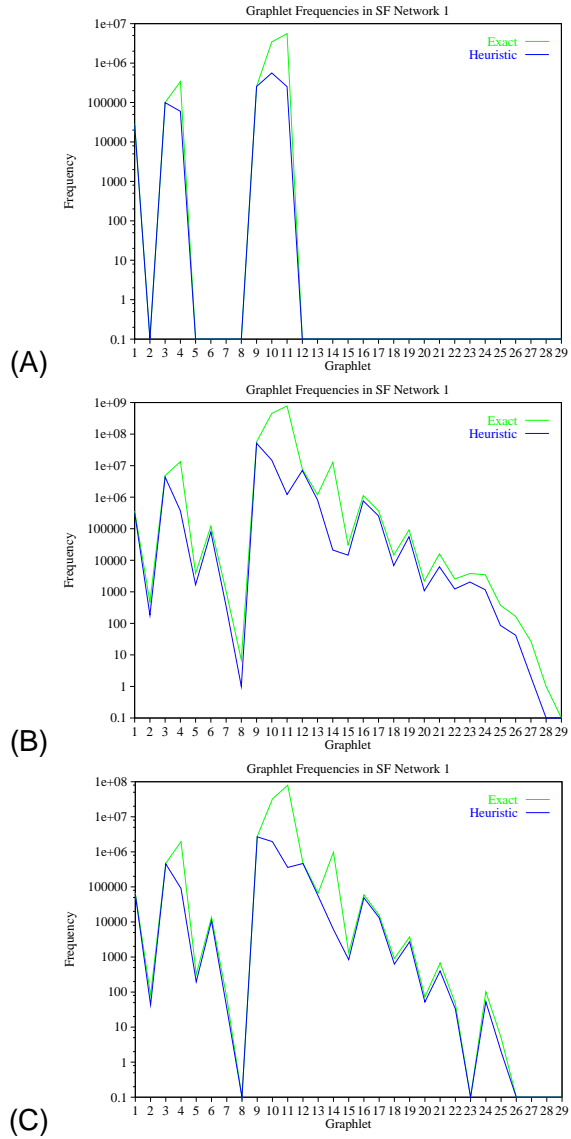 Graphlet Frequencies in SF Network 1
1e+07
1e+06
100000
10000
1000
100
10
1
0.1
Frequency
Exact
Heuristic
1 2 3 4 5 6 7 8 9 10 11 12 13 14 15 16 17 18 19 20 21 22 23 24 25 26 27 28 29
Graphlet
(A)
Graphlet Frequencies in SF Network 1
1e+09
1e+08
1e+07
1e+06
100000
10000
1000
100
10
1
0.1
Frequency
Exact
Heuristic
1 2 3 4 5 6 7 8 9 10 11 12 13 14 15 16 17 18 19 20 21 22 23 24 25 26 27 28 29
Graphlet
(B)
Graphlet Frequencies in SF Network 1
1e+08
1e+07
1e+06
100000
10000
1000
100
10
1
0.1
Frequency
Exact
Heuristic
1 2 3 4 5 6 7 8 9 10 11 12 13 14 15 16 17 18 19 20 21 22 23 24 25 26 27 28 29
Graphlet
(C)